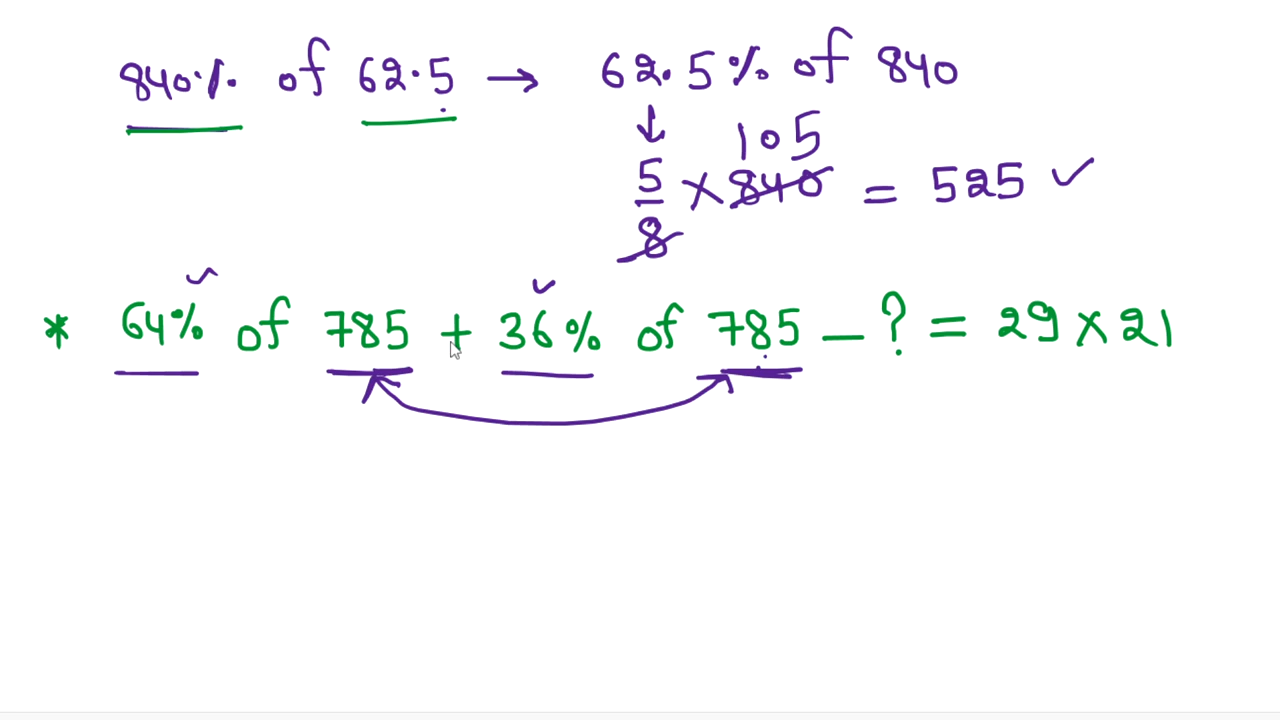 840% of 62.5 → 62.5% of 840
↓ 105
5/8 × 840 = 525 ✓
* 64% of 785 + 36% of 785 – ? = 29 × 21